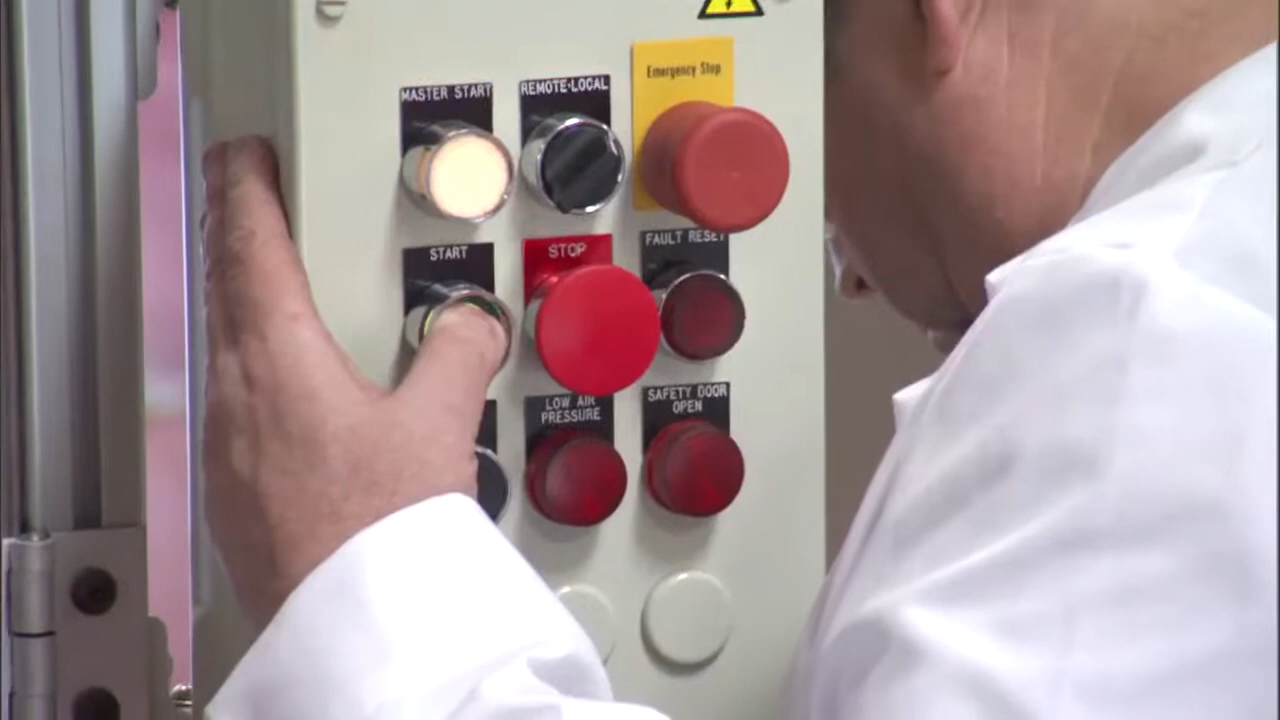 MASTER START
REMOTE-LOCAL
Emergency Stop
START
STOP
FAULT RESET
LOW AIR
PRESSURE
SAFETY DOOR
OPEN